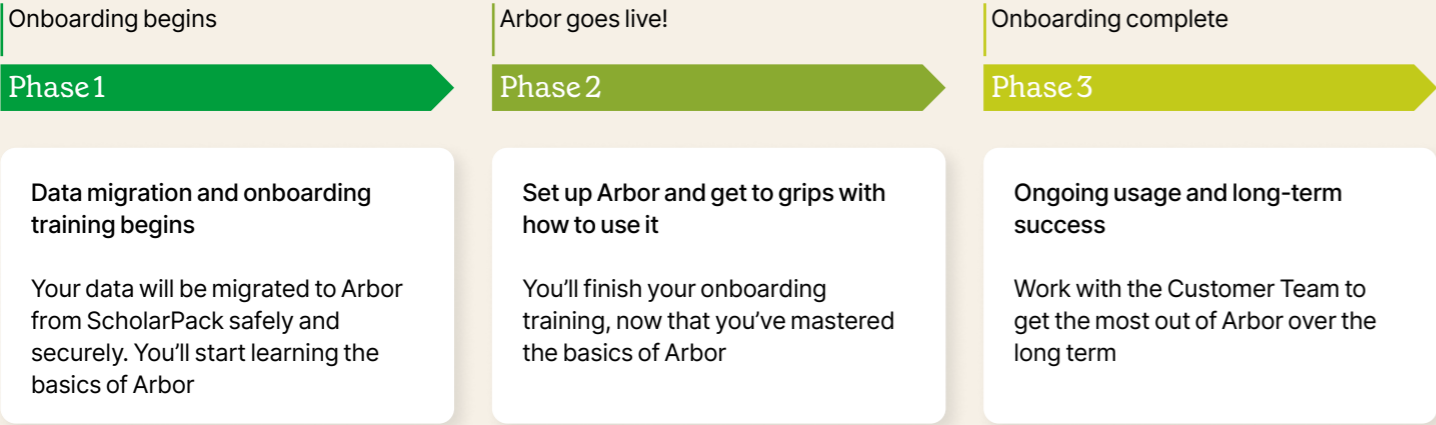 Onboarding begins
Arbor goes live!
Onboarding complete
Phase 1
Phase 2
Phase 3
Data migration and onboarding
training begins
Your data will be migrated to Arbor
from ScholarPack safely and
securely. You’ll start learning the
basics of Arbor
Set up Arbor and get to grips with
how to use it
You’ll finish your onboarding
training, now that you’ve mastered
the basics of Arbor
Ongoing usage and long-term
success
Work with the Customer Team to
get the most out of Arbor over the
long term